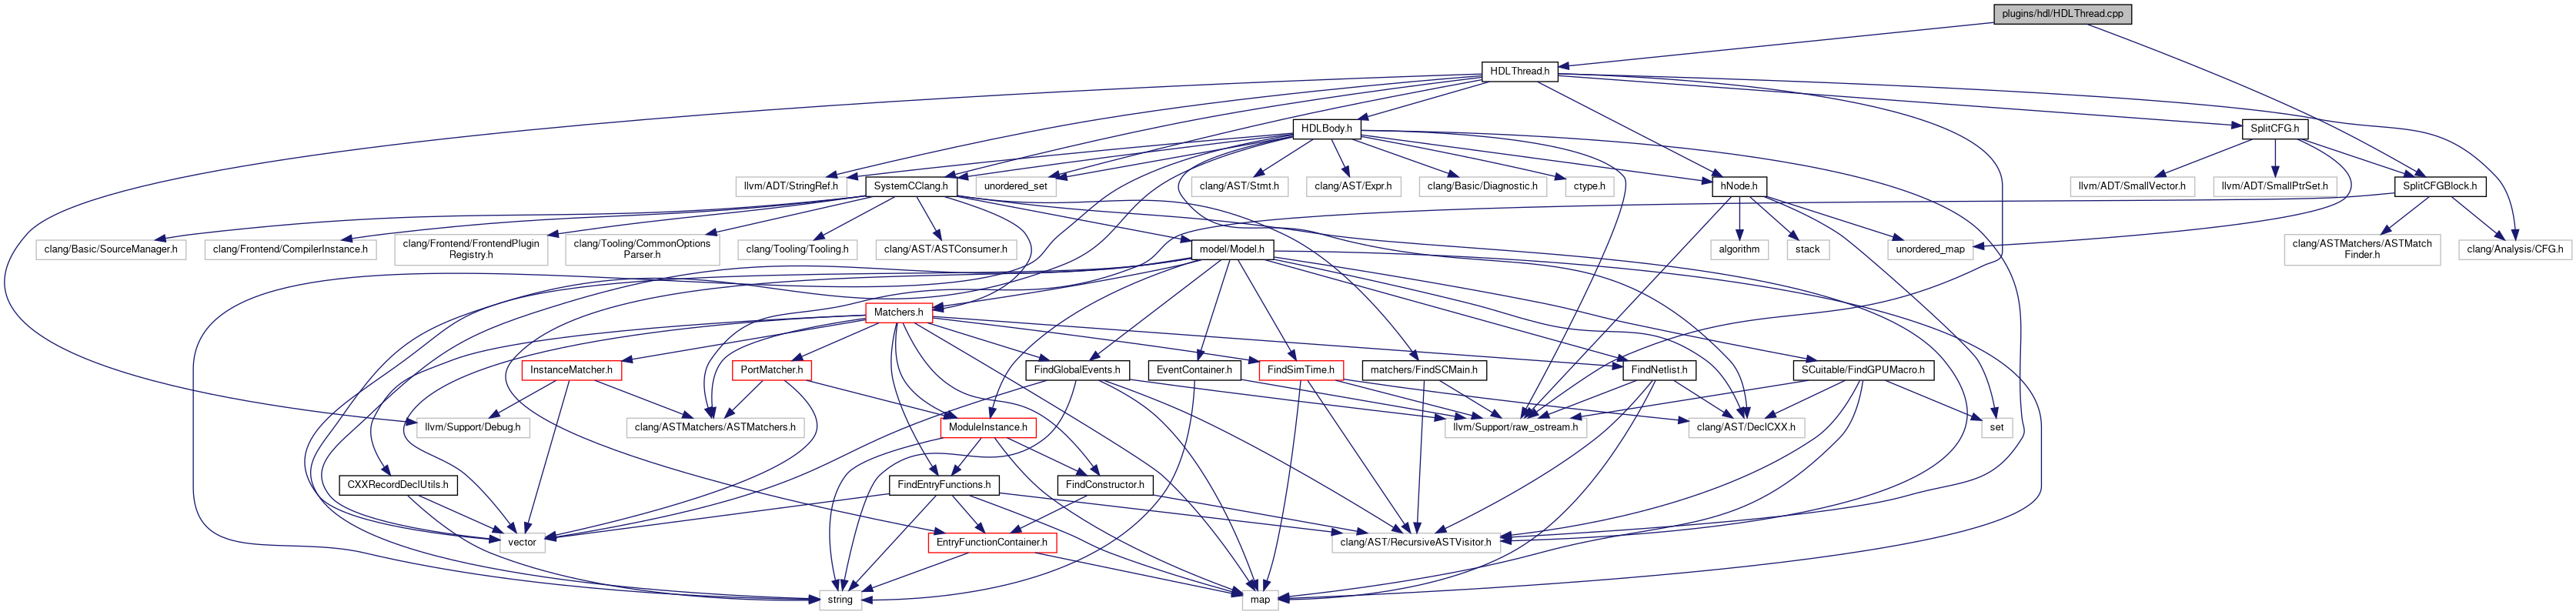 plugins/hdl/HDLThread.cpp
HDLThread.h
HDLBody.h
SplitCFG.h
llvm/ADT/StringRef.h
SystemCClang.h
unordered_set
clang/AST/Stmt.h
clang/AST/Expr.h
clang/Basic/Diagnostic.h
ctype.h
hNode.h
llvm/ADT/SmallVector.h
llvm/ADT/SmallPtrSet.h
SplitCFGBlock.h
clang/Basic/SourceManager.h
clang/Frontend/CompilerInstance.h
clang/Frontend/FrontendPlugin
Registry.h
clang/Tooling/CommonOptions
Parser.h
clang/Tooling/Tooling.h
clang/AST/ASTConsumer.h
model/Model.h
algorithm
stack
unordered_map
clang/ASTMatchers/ASTMatch
Finder.h
clang/Analysis/CFG.h
Matchers.h
InstanceMatcher.h
PortMatcher.h
FindGlobalEvents.h
EventContainer.h
FindSimTime.h
matchers/FindSCMain.h
FindNetlist.h
SCuitable/FindGPUMacro.h
llvm/Support/Debug.h
clang/ASTMatchers/ASTMatchers.h
ModuleInstance.h
llvm/Support/raw_ostream.h
clang/AST/DeclCXX.h
set
CXXRecordDeclUtils.h
FindEntryFunctions.h
FindConstructor.h
vector
EntryFunctionContainer.h
clang/AST/RecursiveASTVisitor.h
string
map